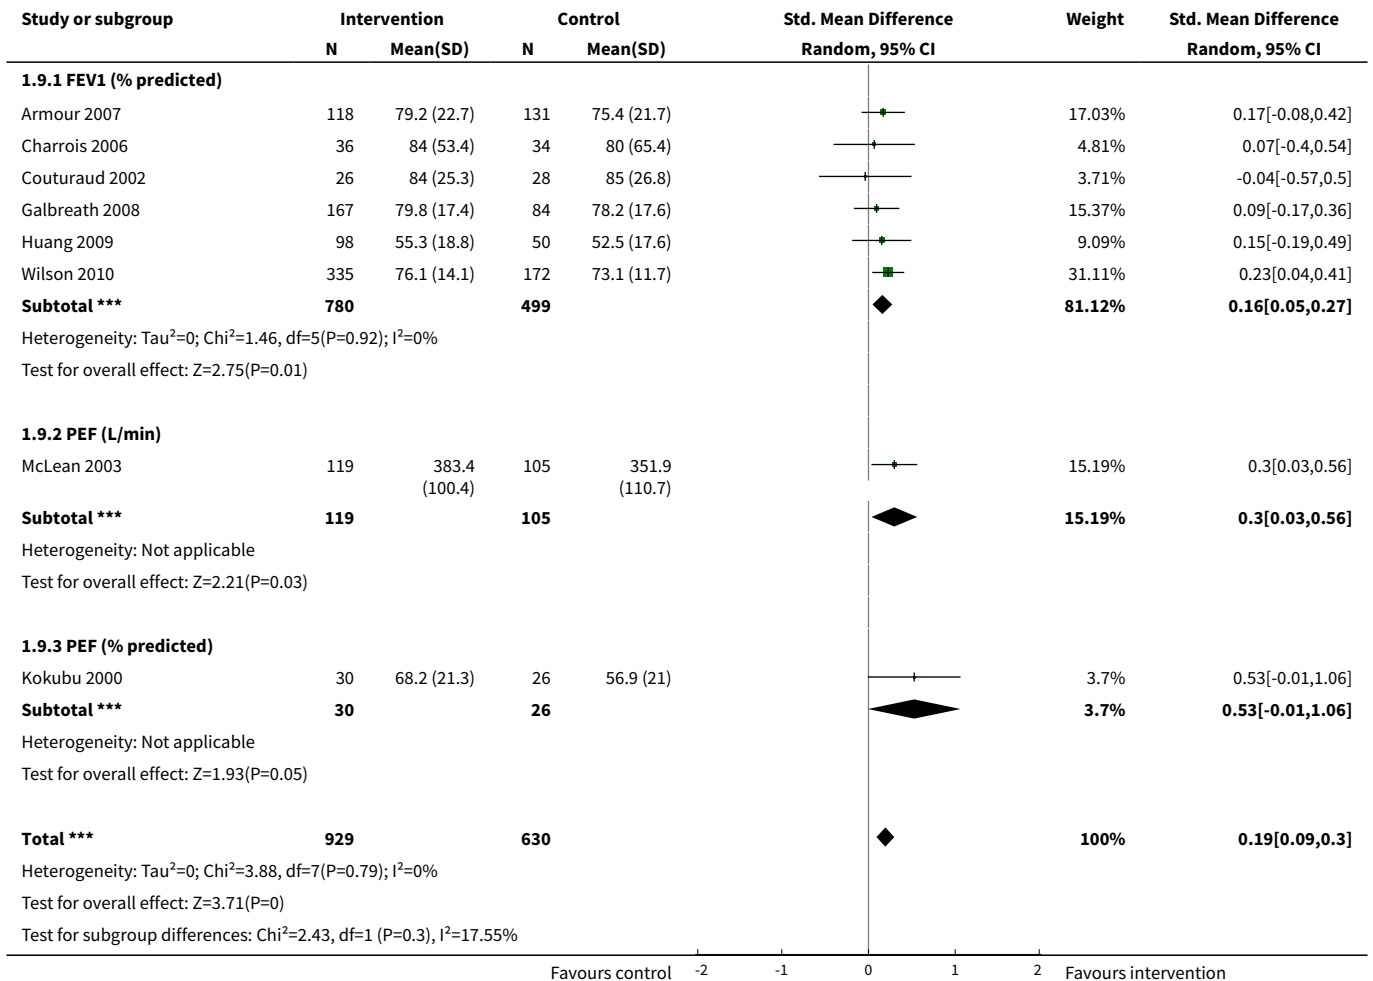 Study or subgroup Intervention Control Std. Mean Difference Weight Std. Mean Difference
N Mean(SD) N Mean(SD) Random, 95% CI Random, 95% CI
1.9.1 FEV1 (% predicted)
Armour 2007 118 79.2 (22.7) 131 75.4 (21.7) 17.03% 0.17[-0.08,0.42]
Charrois 2006 36 84 (53.4) 34 80 (65.4) 4.81% 0.07[-0.4,0.54]
Couturaud 2002 26 84 (25.3) 28 85 (26.8) 3.71% -0.04[-0.57,0.5]
Galbreath 2008 167 79.8 (17.4) 84 78.2 (17.6) 15.37% 0.09[-0.17,0.36]
Huang 2009 98 55.3 (18.8) 50 52.5 (17.6) 9.09% 0.15[-0.19,0.49]
Wilson 2010 335 76.1 (14.1) 172 73.1 (11.7) 31.11% 0.23[0.04,0.41]
Subtotal *** 780 499 81.12% 0.16[0.05,0.27]
Heterogeneity: Tau²=0; Chi²=1.46, df=5(P=0.92); I²=0%
Test for overall effect: Z=2.75(P=0.01)
1.9.2 PEF (L/min)
McLean 2003 119 383.4 105 351.9 15.19% 0.3[0.03,0.56]
(100.4) (110.7)
Subtotal *** 119 105 15.19% 0.3[0.03,0.56]
Heterogeneity: Not applicable
Test for overall effect: Z=2.21(P=0.03)
1.9.3 PEF (% predicted)
Kokubu 2000 30 68.2 (21.3) 26 56.9 (21) 3.7% 0.53[-0.01,1.06]
Subtotal *** 30 26 3.7% 0.53[-0.01,1.06]
Heterogeneity: Not applicable
Test for overall effect: Z=1.93(P=0.05)
Total *** 929 630 100% 0.19[0.09,0.3]
Heterogeneity: Tau²=0; Chi²=3.88, df=7(P=0.79); I²=0%
Test for overall effect: Z=3.71(P=0)
Test for subgroup differences: Chi²=2.43, df=1 (P=0.3), I²=17.55%
Favours control -2 -1 0 1 2 Favours intervention